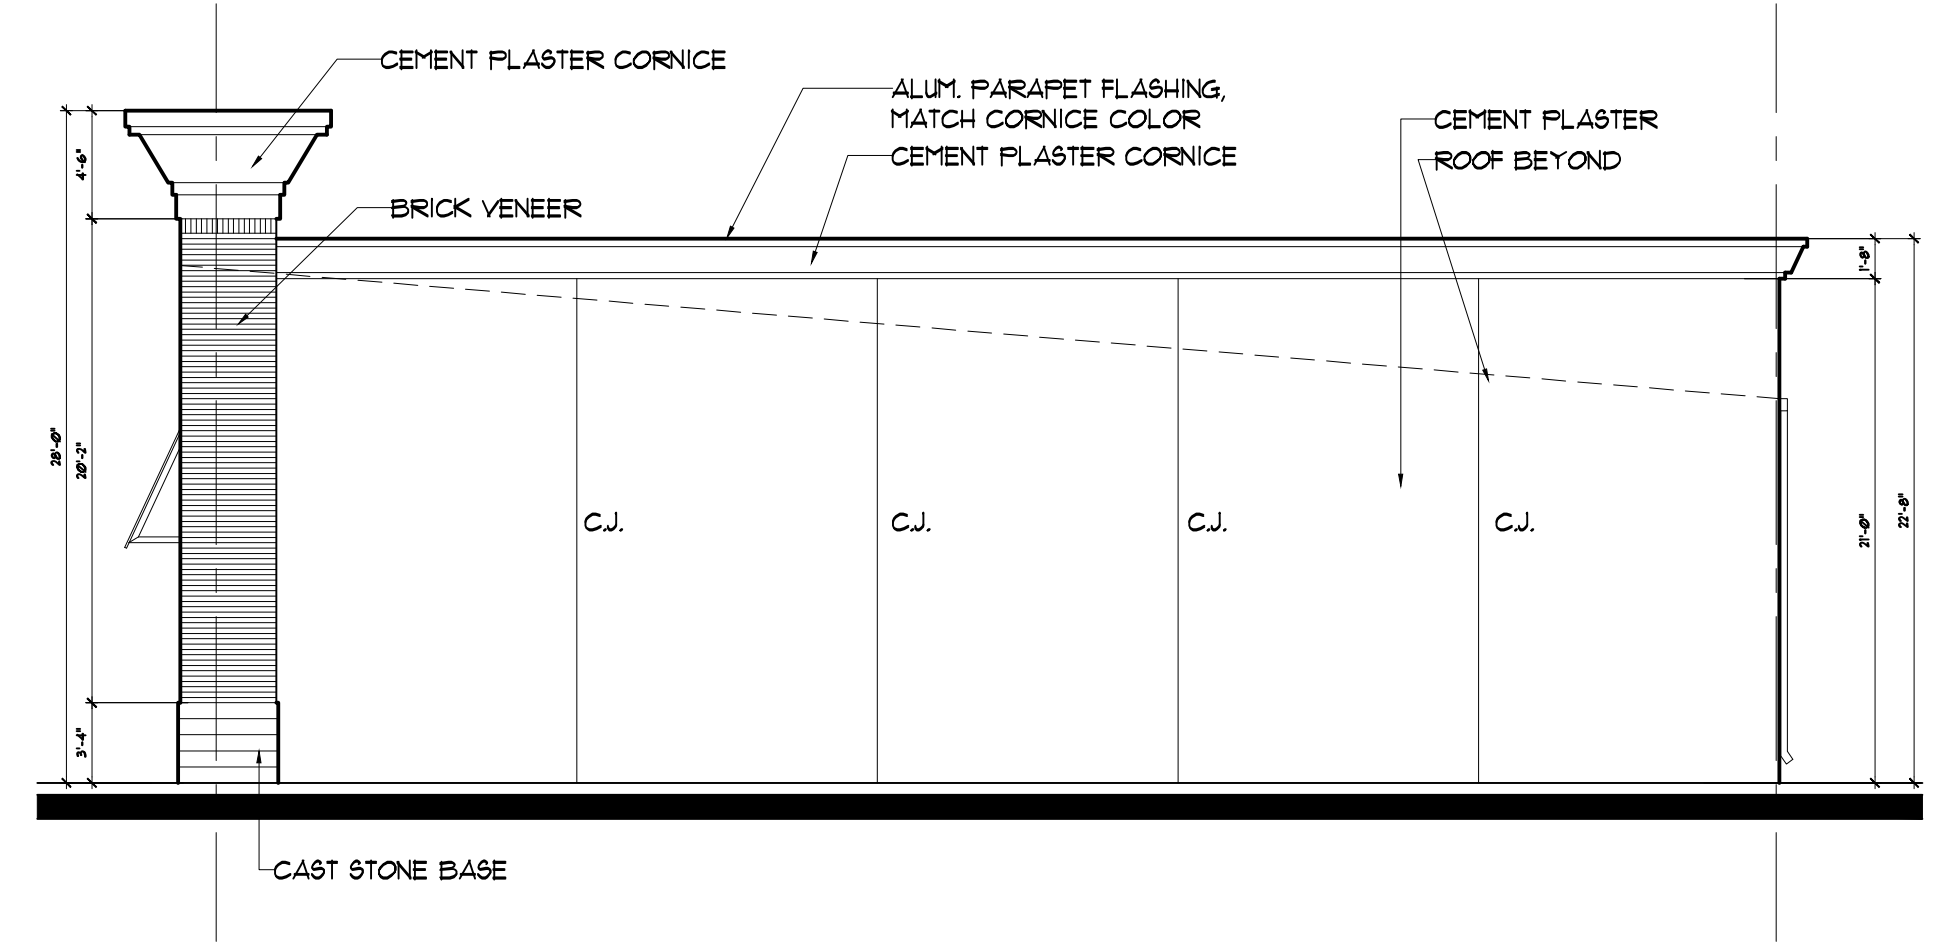 CEMENT PLASTER CORNICE
ALUM. PARAPET FLASHING,
MATCH CORNICE COLOR
CEMENT PLASTER CORNICE
CEMENT PLASTER
ROOF BEYOND
BRICK VENEER
4'-6"
28'-0"
20'-2"
3'-4"
C.J.
C.J.
C.J.
C.J.
1'-8"
21'-0"
22'-8"
CAST STONE BASE